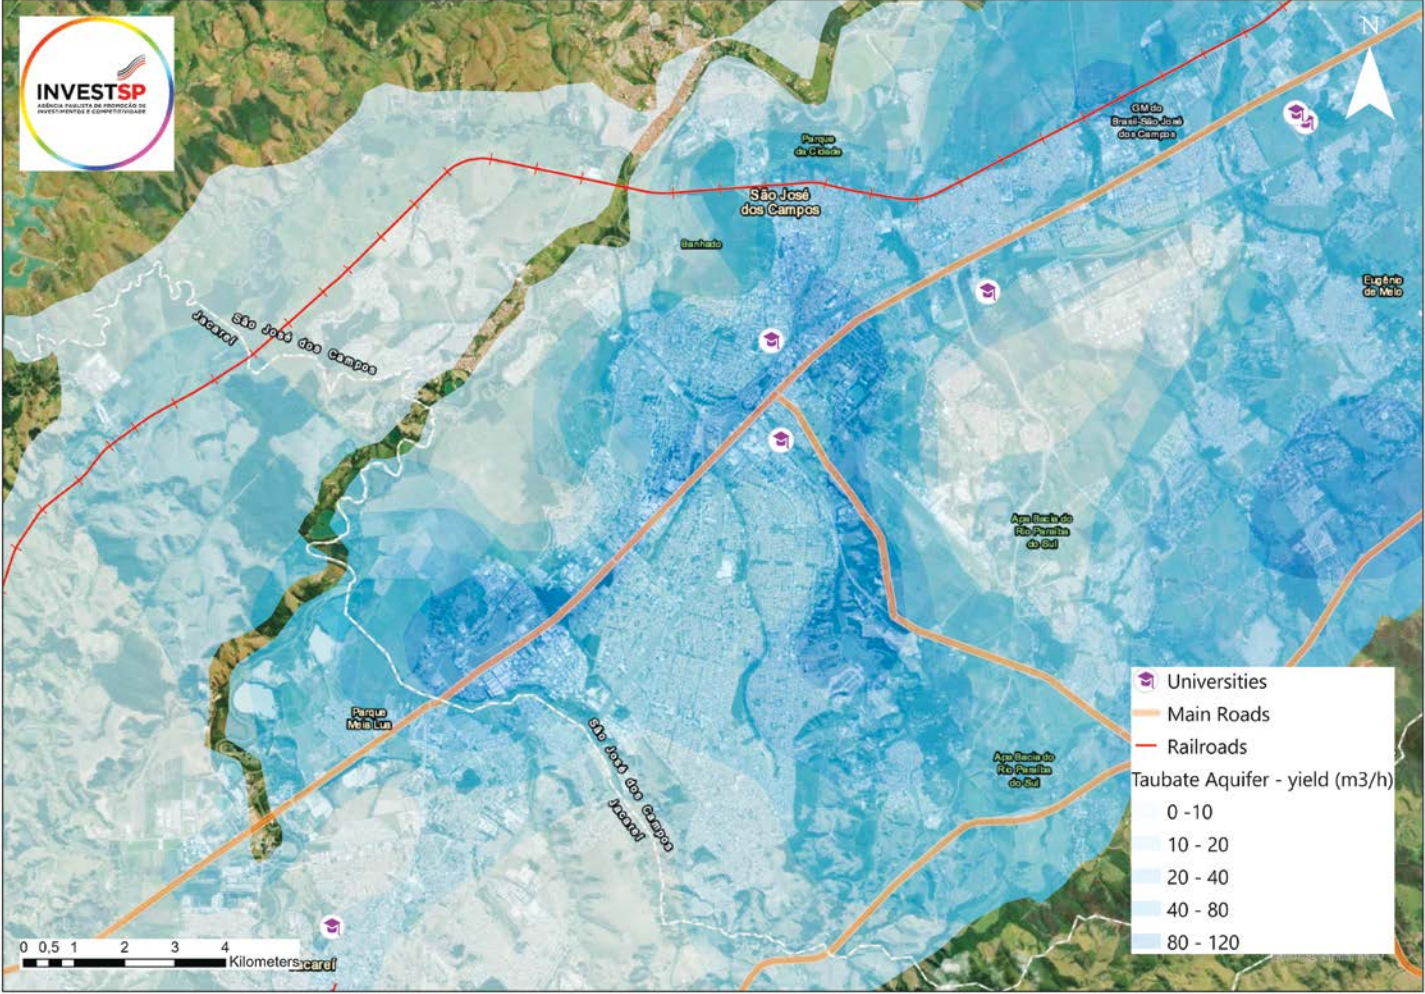 INVESTSP
AGÊNCIA PAULISTA DE PROMOÇÃO DE
INVESTIMENTOS E COMPETITIVIDADE
N
GM do
Brasil-São José
dos Campos
Parque
da Cidade
São José
dos Campos
Banhado
Eugênio
de Melo
São José dos Campos
Jacareí
Apa Bacia do
Rio Paraíba
do Sul
Parque
Meia Lua
São José dos Campos
Jacareí
Apa Bacia do
Rio Paraíba
do Sul
Universities
Main Roads
Railroads
Taubate Aquifer - yield (m3/h)
0 -10
10 - 20
20 - 40
40 - 80
80 - 120
0 0,5 1 2 3 4
Kilometers
acareí